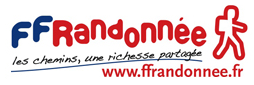 FFRandonnée
les chemins, une richesse partagée
www.ffrandonnee.fr